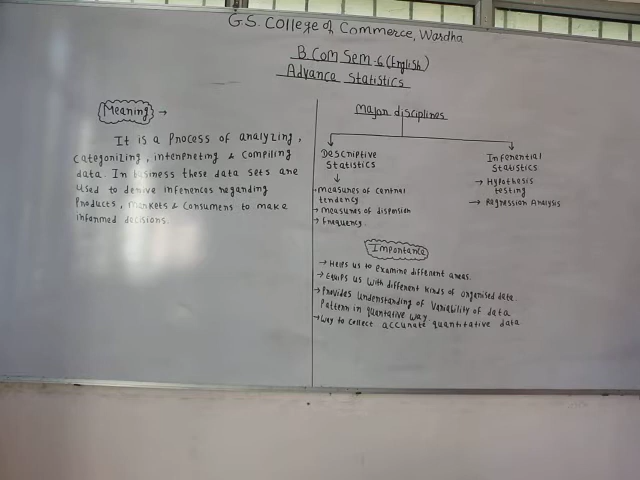 G.S. College of Commerce, Wardha
B.Com Sem-6 (English)
Advance Statistics
Meaning →
It is a Process of analyzing,
categorizing, interpreting & compiling
data. In business these data sets are
used to derive inferences regarding
Products, markets & consumers to make
informed decisions.
Major disciplines
Descriptive
Statistics
→ measures of central
tendency
→ Measures of dispersion
→ Frequency.
Inferential
Statistics
→ Hypothesis
testing
→ Regression Analysis
Importance
→ Helps us to examine different areas.
→ Equips us with different kinds of organised data.
→ Provides understanding of variability of data
Pattern in quantative way.
→ Way to collect accurate quantitative data